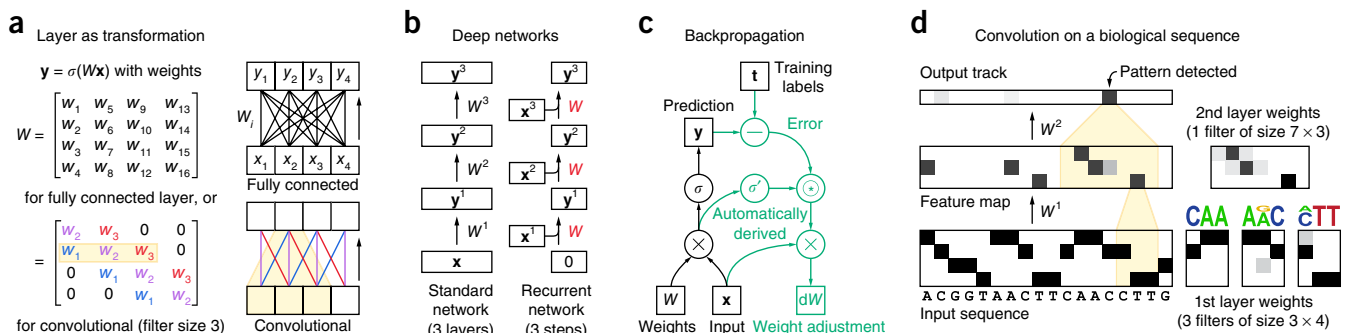 a
Layer as transformation
y = σ(Wx) with weights
W =
w1 w5 w9 w13
w2 w6 w10 w14
w3 w7 w11 w15
w4 w8 w12 w16
for fully connected layer, or
=
w2 w3 0 0
w1 w2 w3 0
0 w1 w2 w3
0 0 w1 w2
for convolutional (filter size 3)
y1 y2 y3 y4
Wi
x1 x2 x3 x4
Fully connected
Convolutional
b
Deep networks
y3
W3
y2
W2
y1
W1
x
Standard
network
(3 layers)
y3
x3 W
y2
x2 W
y1
x1 W
0
Recurrent
network
(3 steps)
c
Backpropagation
t
Training
labels
Prediction
y
−
Error
σ
σ′
Automatically
derived
×
×
W
x
dW
Weights
Input
Weight adjustment
d
Convolution on a biological sequence
Output track
Pattern detected
W2
2nd layer weights
(1 filter of size 7 × 3)
Feature map
W1
CAA
AAC
G
CTT
A
A C G G T A A C T T C A A C C T T G
Input sequence
1st layer weights
(3 filters of size 3 × 4)